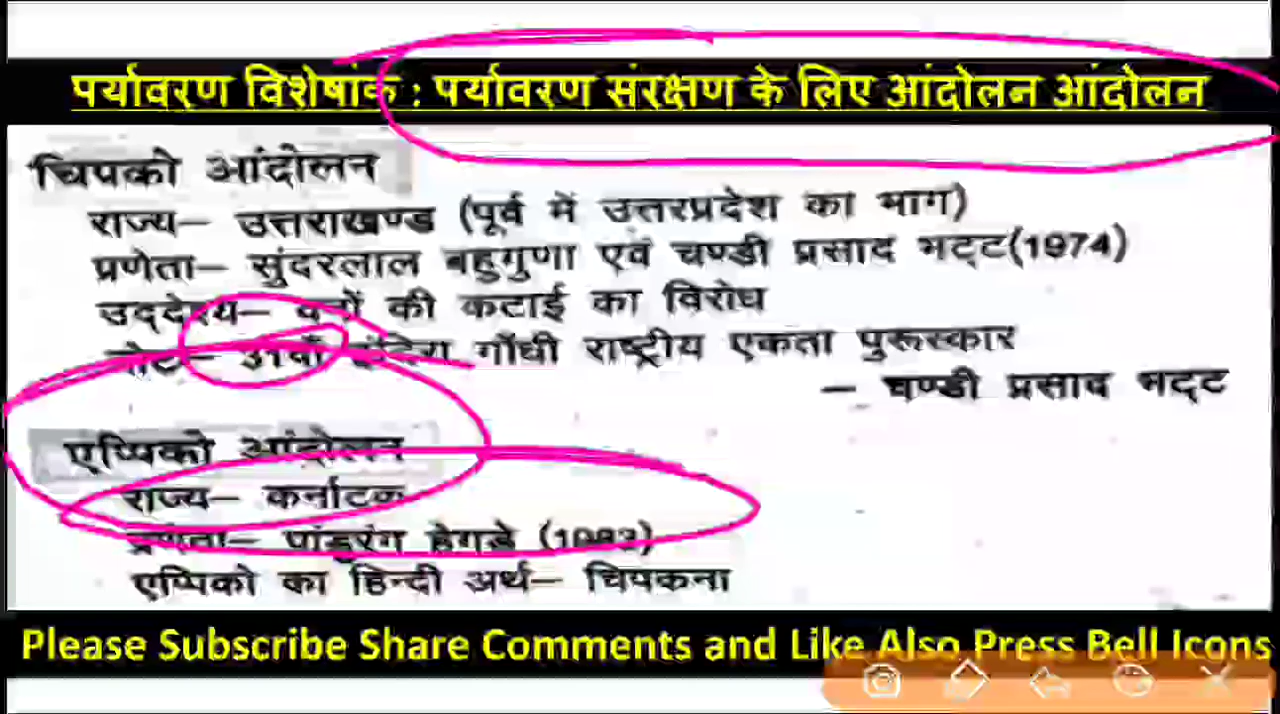 पर्यावरण विशेषांक : पर्यावरण संरक्षण के लिए आंदोलन आंदोलन
चिपको आंदोलन
राज्य– उत्तराखण्ड (पूर्व में उत्तरप्रदेश का भाग)
प्रणेता– सुंदरलाल बहुगुणा एवं चण्डी प्रसाद भट्ट(1974)
उद्देश्य– वनों की कटाई का विरोध
नोट– 31वाँ इंदिरा गाँधी राष्ट्रीय एकता पुरूस्कार
– चण्डी प्रसाद भट्ट
एप्पिको आंदोलन
राज्य– कर्नाटक
प्रणेता– पांडुरंग हेगडे (1983)
एप्पिको का हिन्दी अर्थ– चिपकना
Please Subscribe Share Comments and Like Also Press Bell Icons